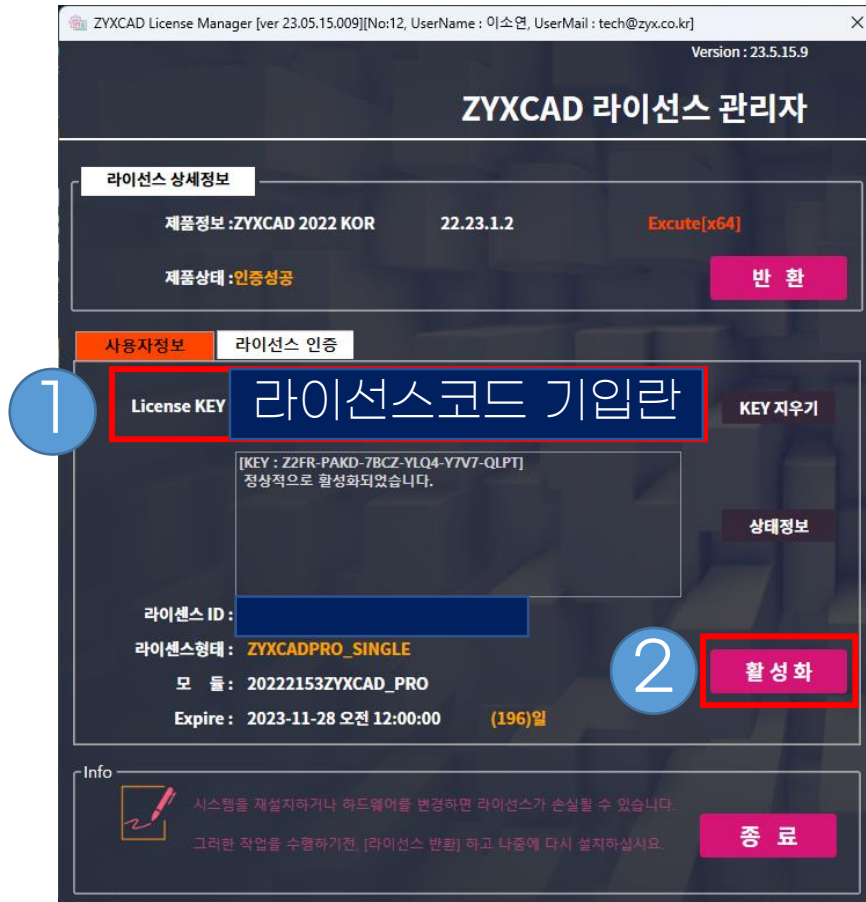 ZYXCAD License Manager [ver 23.05.15.009][No:12, UserName : 이소연, UserMail : tech@zyx.co.kr]
Version : 23.5.15.9
ZYXCAD 라이선스 관리자
라이선스 상세정보
제품정보 :ZYXCAD 2022 KOR 22.23.1.2 Excute[x64]
제품상태 :인증성공 반 환
사용자정보 라이선스 인증
1 License KEY 라이선스코드 기입란 KEY 지우기
[KEY : Z2FR-PAKD-7BCZ-YLQ4-Y7V7-QLPT]
정상적으로 활성화되었습니다.
상태정보
라이센스 ID :
라이센스형태 : ZYXCADPRO_SINGLE
2 활성화
모 듈 : 20222153ZYXCAD_PRO
Expire : 2023-11-28 오전 12:00:00 (196)일
Info
시스템을 재설치하거나 하드웨어를 변경하면 라이선스가 손실될 수 있습니다.
그러한 작업을 수행하기전, [라이선스 반환] 하고 나중에 다시 설치하십시요.
종 료